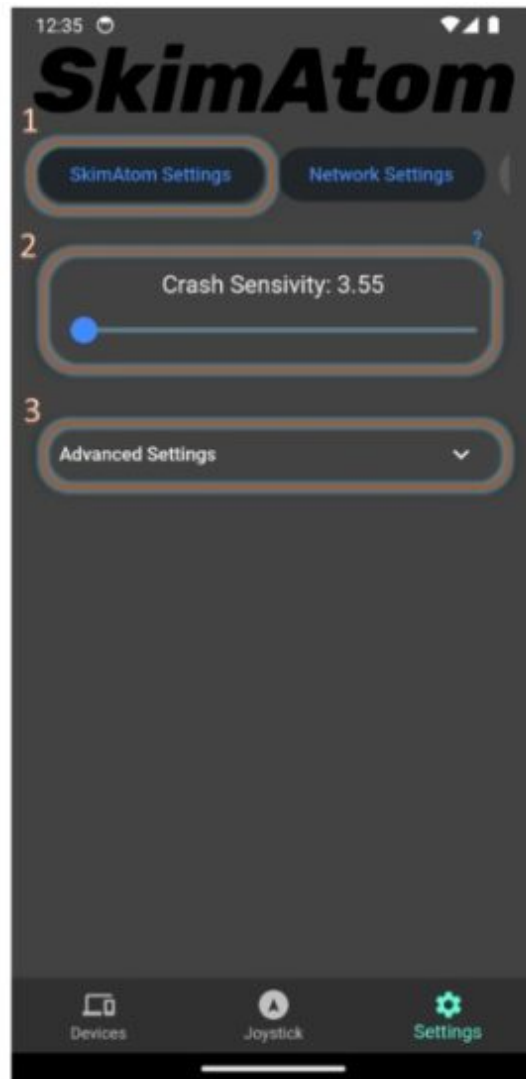 12:35
SkimAtom
1
SkimAtom Settings Network Settings
2 ?
Crash Sensivity: 3.55
3
Advanced Settings
Devices Joystick Settings